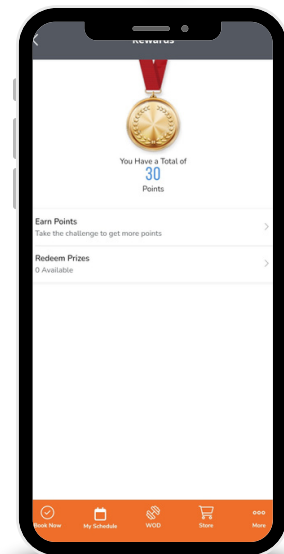 Rewards
You Have a Total of
30
Points
Earn Points
Take the challenge to get more points
Redeem Prizes
0 Available
Book Now My Schedule WOD Store More